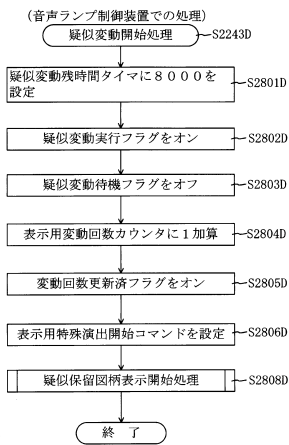 (音声ランプ制御装置での処理)
疑似変動開始処理
S2243D
疑似変動残時間タイマに8000を
設定
S2801D
疑似変動実行フラグをオン
S2802D
疑似変動待機フラグをオフ
S2803D
表示用変動回数カウンタに1加算
S2804D
変動回数更新済フラグをオン
S2805D
表示用特殊演出開始コマンドを設定
S2806D
疑似保留図柄表示開始処理
S2808D
終 了